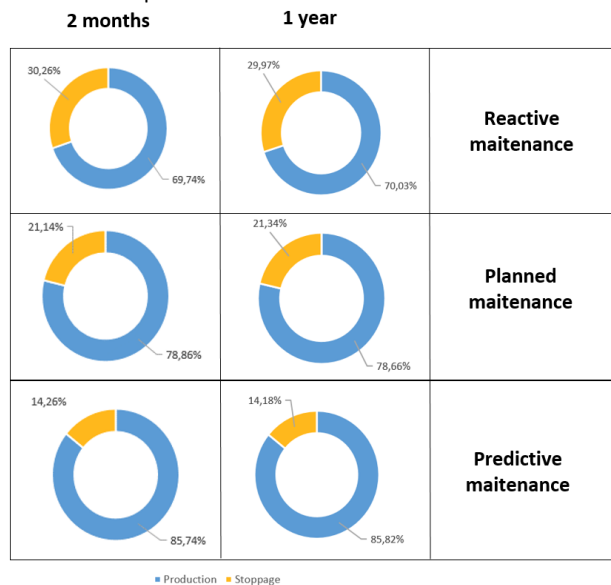 2 months
1 year
30,26%
69,74%
29,97%
70,03%
Reactive
maitenance
21,14%
78,86%
21,34%
78,66%
Planned
maitenance
14,26%
85,74%
14,18%
85,82%
Predictive
maitenance
Production Stoppage